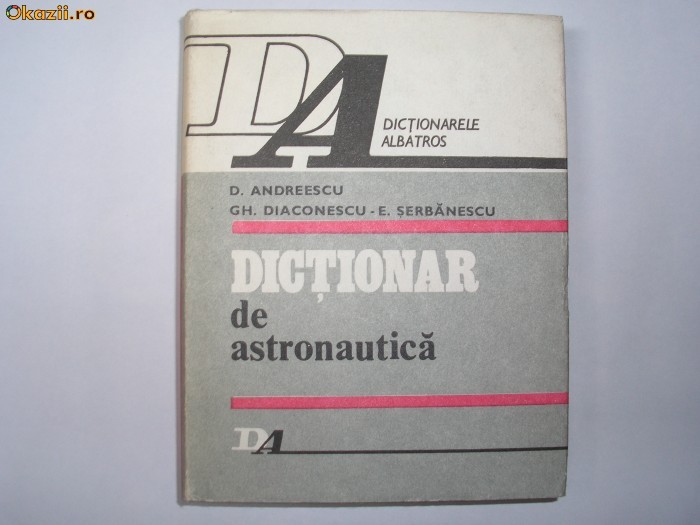 Okazii.ro
DA
DICȚIONARELE
ALBATROS
D. ANDREESCU
GH. DIACONESCU - E. ȘERBĂNESCU
DICȚIONAR
de
astronautică
DA